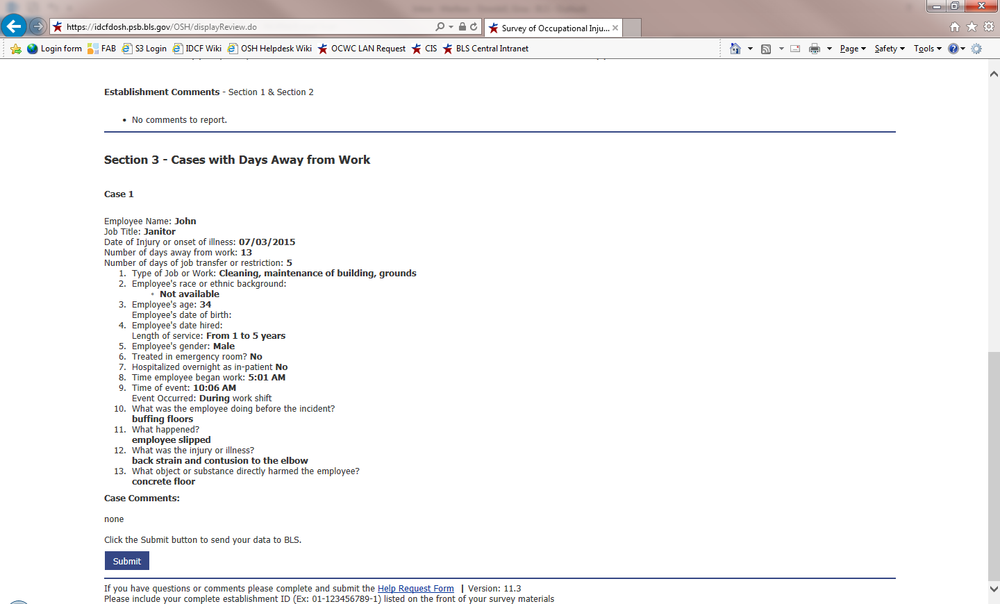 https://idcfdosh.psb.bls.gov/OSH/displayReview.do
Survey of Occupational Inju...
Login form FAB S3 Login IDCF Wiki OSH Helpdesk Wiki OCWC LAN Request CIS BLS Central Intranet
Page Safety Tools
Establishment Comments - Section 1 & Section 2
• No comments to report.
Section 3 - Cases with Days Away from Work
Case 1
Employee Name: John
Job Title: Janitor
Date of Injury or onset of illness: 07/03/2015
Number of days away from work: 13
Number of days of job transfer or restriction: 5
1. Type of Job or Work: Cleaning, maintenance of building, grounds
2. Employee's race or ethnic background:
◦ Not available
3. Employee's age: 34
Employee's date of birth:
4. Employee's date hired:
Length of service: From 1 to 5 years
5. Employee's gender: Male
6. Treated in emergency room? No
7. Hospitalized overnight as in-patient No
8. Time employee began work: 5:01 AM
9. Time of event: 10:06 AM
Event Occurred: During work shift
10. What was the employee doing before the incident?
buffing floors
11. What happened?
employee slipped
12. What was the injury or illness?
back strain and contusion to the elbow
13. What object or substance directly harmed the employee?
concrete floor
Case Comments:
none
Click the Submit button to send your data to BLS.
Submit
If you have questions or comments please complete and submit the Help Request Form | Version: 11.3
Please include your complete establishment ID (Ex: 01-123456789-1) listed on the front of your survey materials